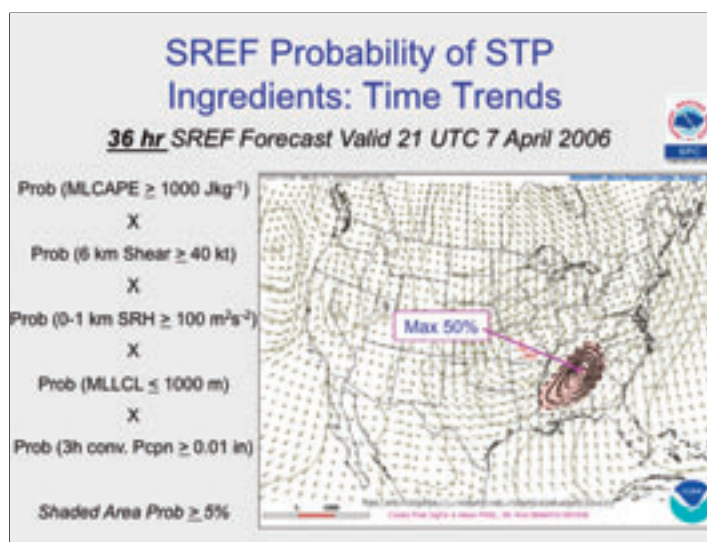 SREF Probability of STP
Ingredients: Time Trends
36 hr SREF Forecast Valid 21 UTC 7 April 2006
Prob (MLCAPE ≥ 1000 Jkg⁻¹)
X
Prob (6 km Shear ≥ 40 kt)
X
Prob (0-1 km SRH ≥ 100 m²s⁻²)
X
Prob (MLLCL ≤ 1000 m)
X
Prob (3h conv. Pcpn ≥ 0.01 in)
Shaded Area Prob ≥ 5%
Max 50%